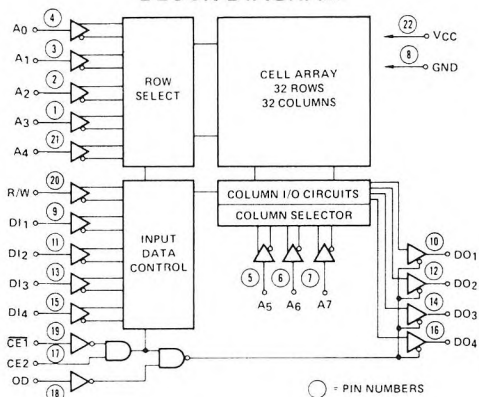 4
A0
3
A1
2
A2
1
A3
21
A4
ROW
SELECT
CELL ARRAY
32 ROWS
32 COLUMNS
22
VCC
8
GND
20
R/W
9
DI1
11
DI2
13
DI3
15
DI4
19
CE1
17
CE2
OD
18
INPUT
DATA
CONTROL
COLUMN I/O CIRCUITS
COLUMN SELECTOR
5
6
7
A5
A6
A7
10
DO1
12
DO2
14
DO3
16
DO4
= PIN NUMBERS